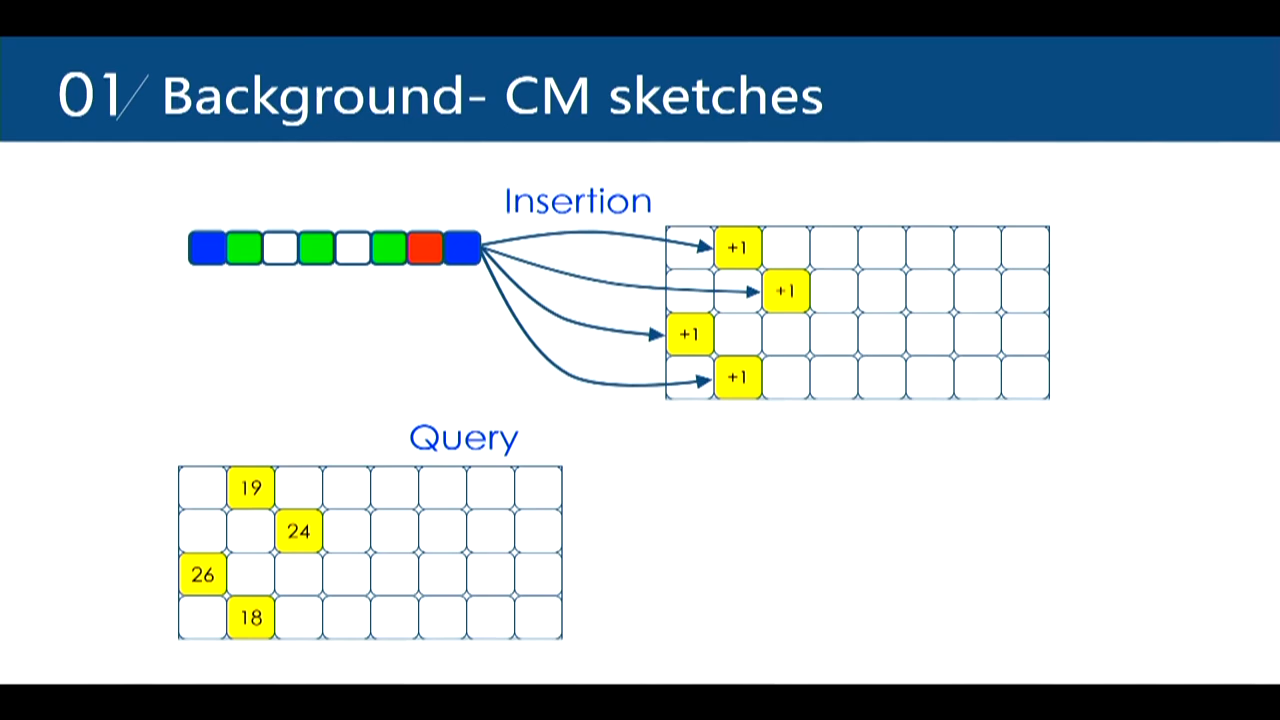 01/ Background- CM sketches
Insertion
+1
+1
+1
+1
Query
19
24
26
18